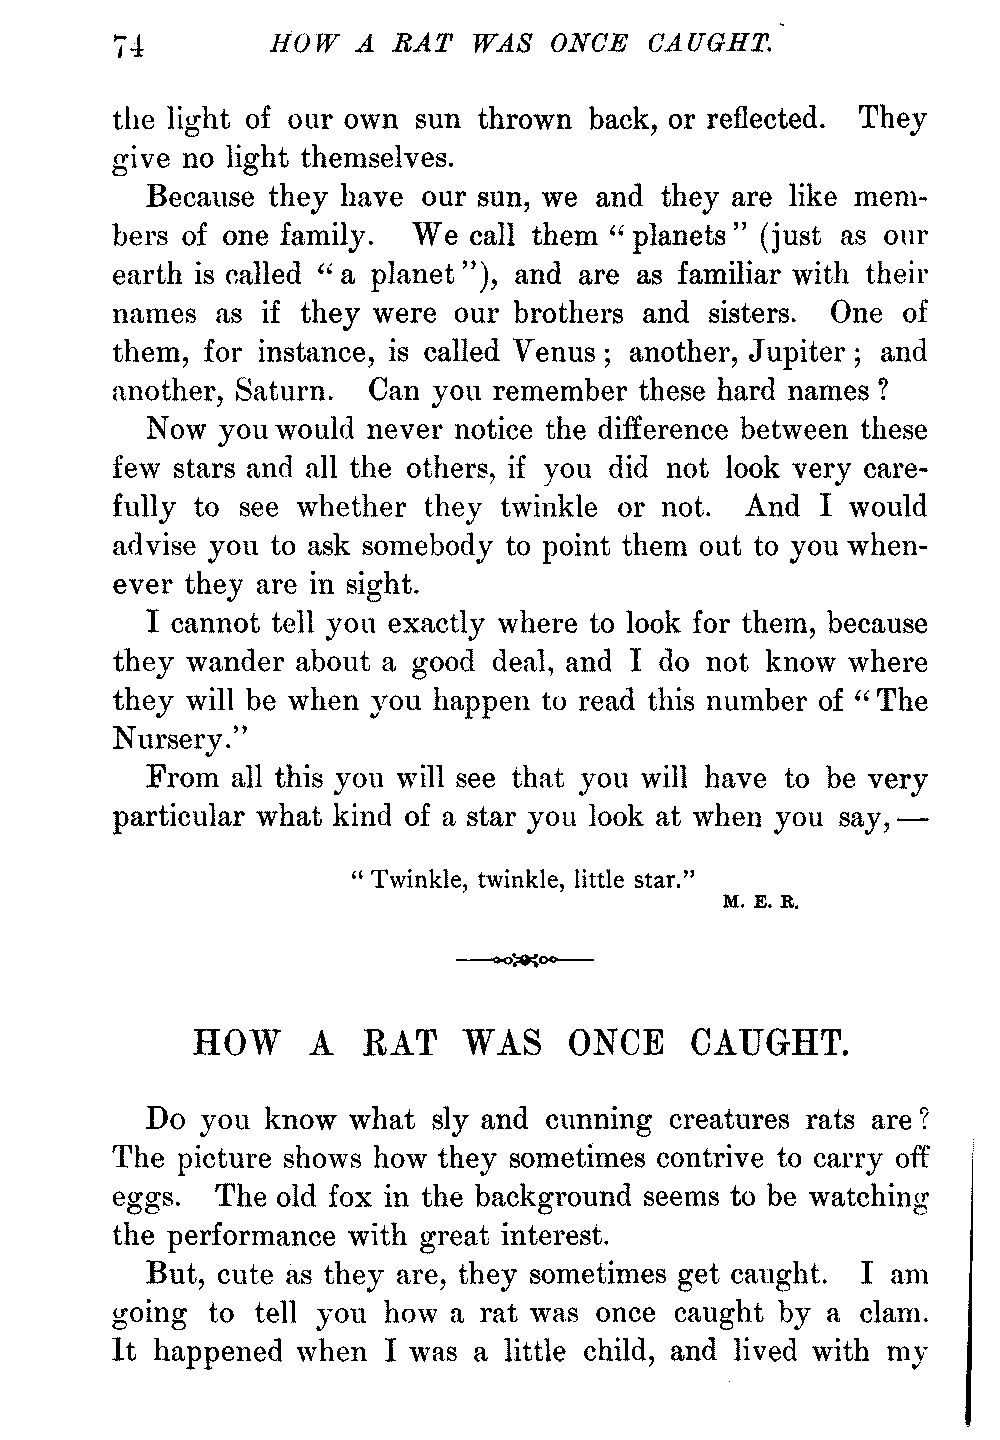 74 HOW A RAT WAS ONCE CAUGHT.
the light of our own sun thrown back, or reflected. They
give no light themselves.
Because they have our sun, we and they are like mem-
bers of one family. We call them “planets” (just as our
earth is called “a planet”), and are as familiar with their
names as if they were our brothers and sisters. One of
them, for instance, is called Venus; another, Jupiter; and
another, Saturn. Can you remember these hard names?
Now you would never notice the difference between these
few stars and all the others, if you did not look very care-
fully to see whether they twinkle or not. And I would
advise you to ask somebody to point them out to you when-
ever they are in sight.
I cannot tell you exactly where to look for them, because
they wander about a good deal, and I do not know where
they will be when you happen to read this number of “The
Nursery.”
From all this you will see that you will have to be very
particular what kind of a star you look at when you say,—
“Twinkle, twinkle, little star.”
M. E. R.
HOW A RAT WAS ONCE CAUGHT.
Do you know what sly and cunning creatures rats are?
The picture shows how they sometimes contrive to carry off
eggs. The old fox in the background seems to be watching
the performance with great interest.
But, cute as they are, they sometimes get caught. I am
going to tell you how a rat was once caught by a clam.
It happened when I was a little child, and lived with my